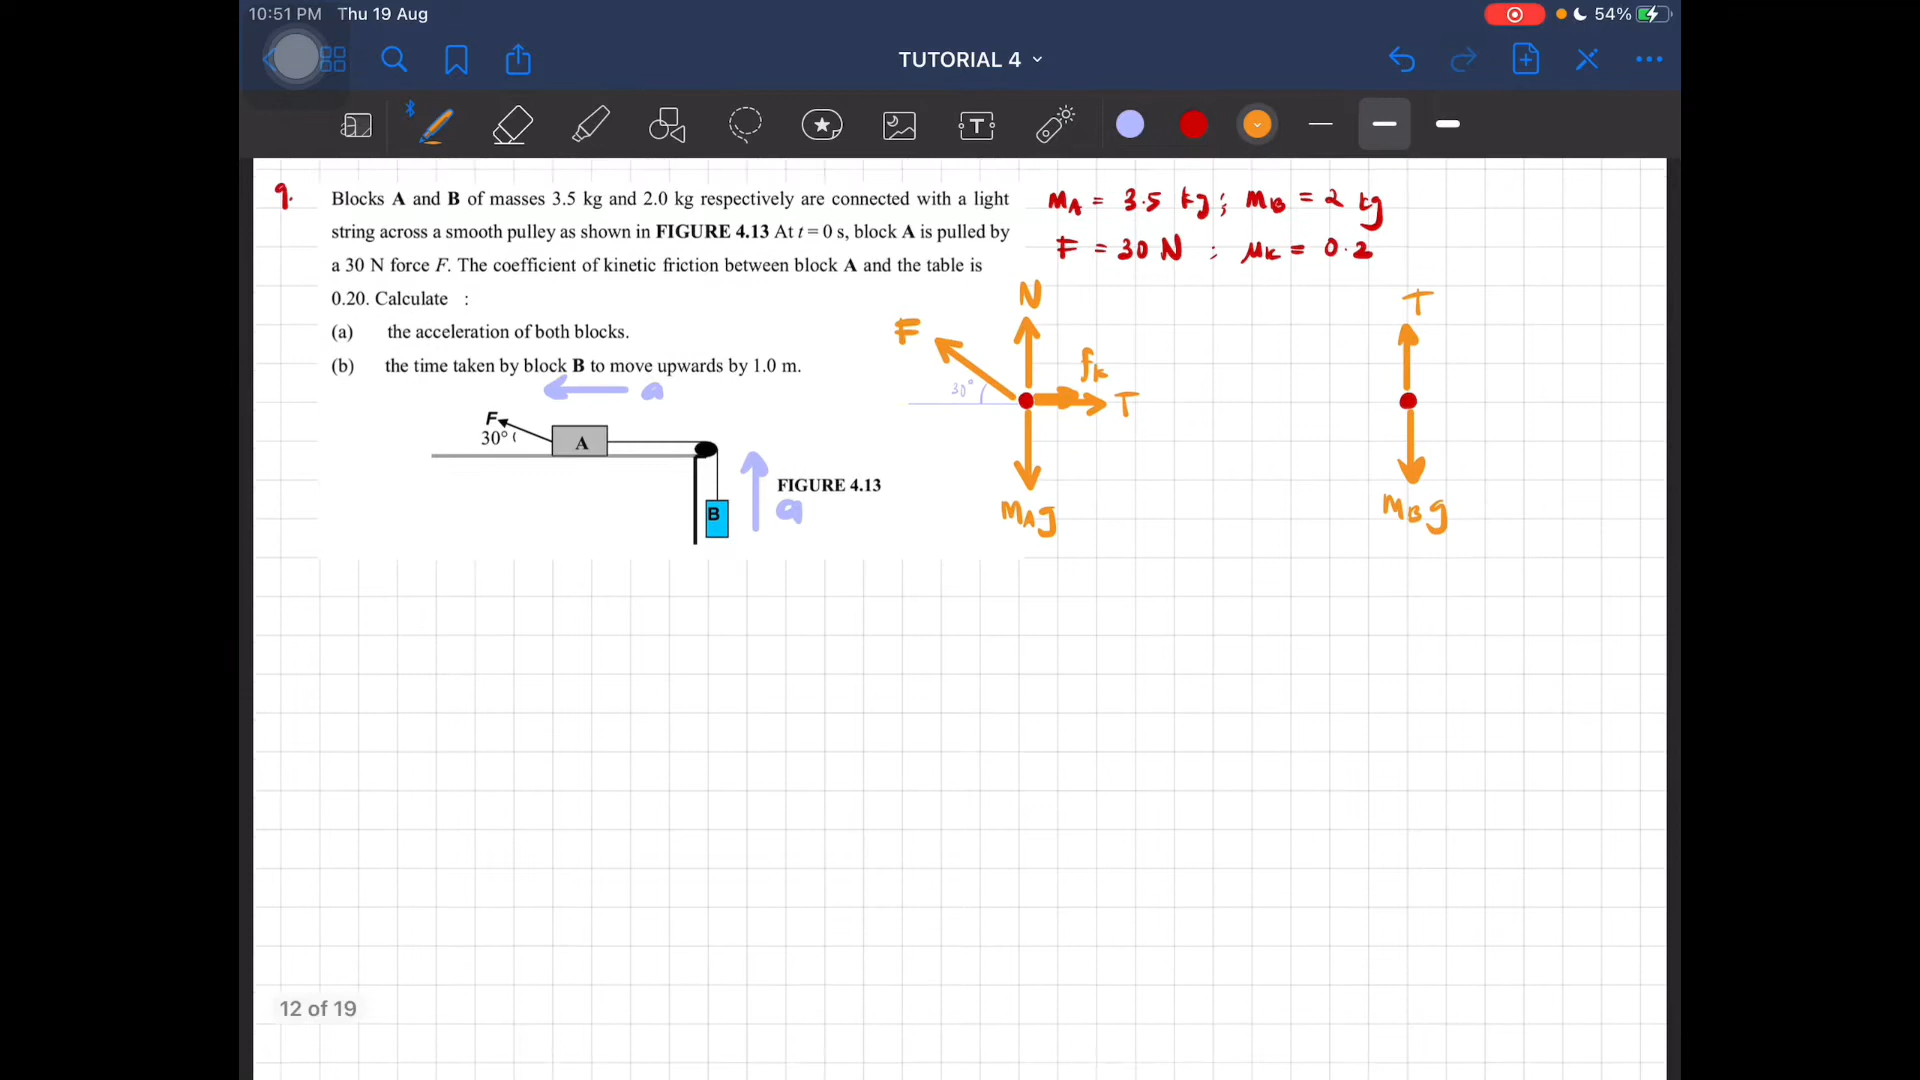 10:51 PM Thu 19 Aug
54%
TUTORIAL 4
9.
Blocks A and B of masses 3.5 kg and 2.0 kg respectively are connected with a light
string across a smooth pulley as shown in FIGURE 4.13 At t = 0 s, block A is pulled by
a 30 N force F. The coefficient of kinetic friction between block A and the table is
0.20. Calculate :
(a) the acceleration of both blocks.
(b) the time taken by block B to move upwards by 1.0 m.
a
F
30°
A
B
a
FIGURE 4.13
MA = 3.5 kg; MB = 2 kg
F = 30 N ; μk = 0.2
N
F
fk
30°
T
MAg
T
MBg
12 of 19